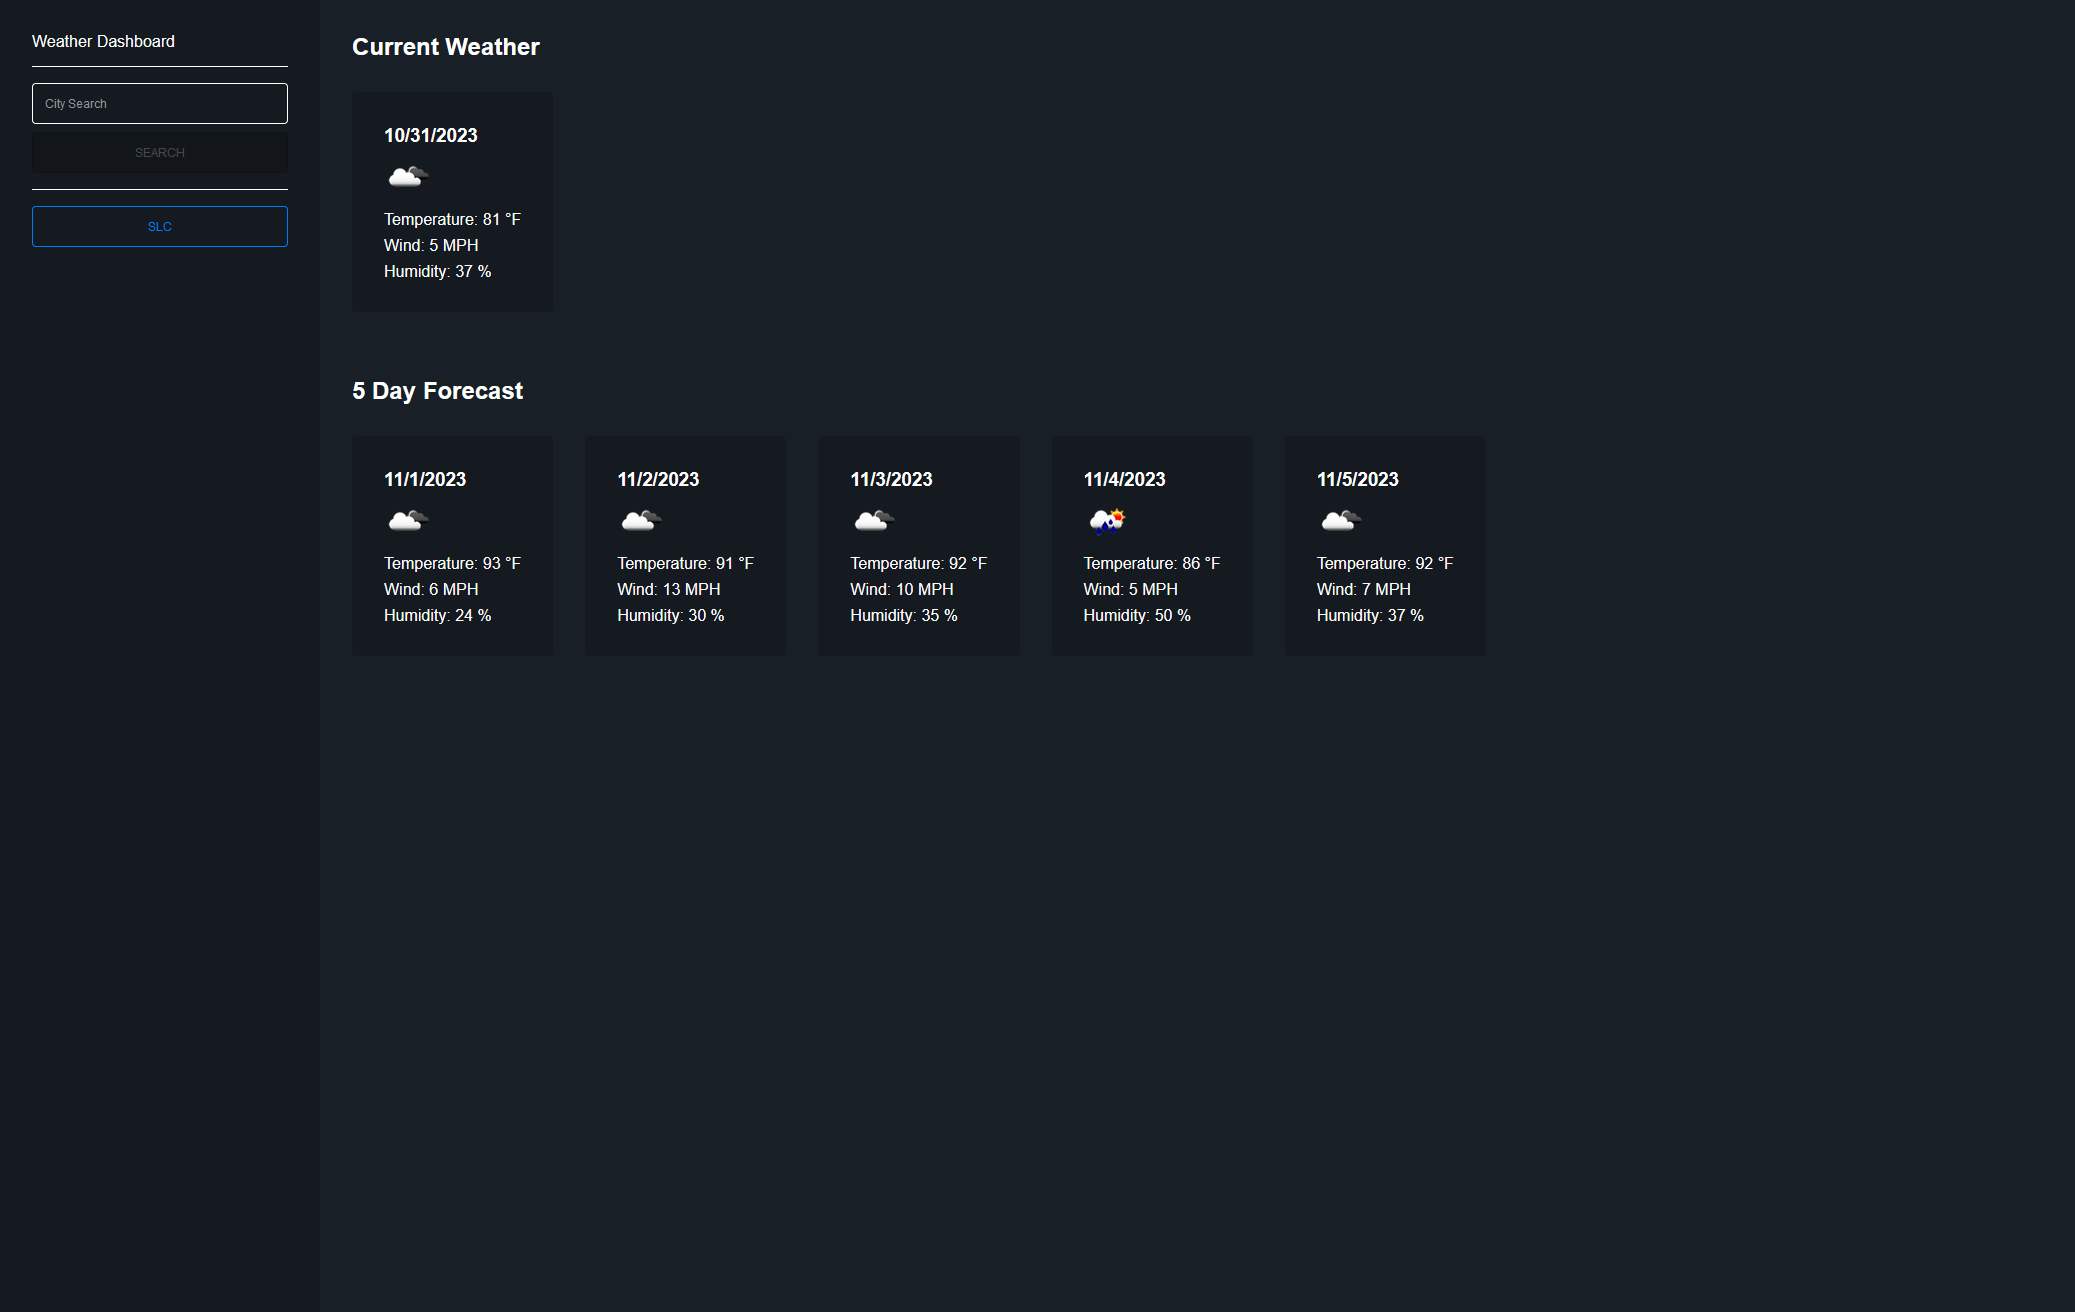 Weather Dashboard
City Search
SEARCH
SLC
Current Weather
10/31/2023
Temperature: 81 °F
Wind: 5 MPH
Humidity: 37 %
5 Day Forecast
11/1/2023
Temperature: 93 °F
Wind: 6 MPH
Humidity: 24 %
11/2/2023
Temperature: 91 °F
Wind: 13 MPH
Humidity: 30 %
11/3/2023
Temperature: 92 °F
Wind: 10 MPH
Humidity: 35 %
11/4/2023
Temperature: 86 °F
Wind: 5 MPH
Humidity: 50 %
11/5/2023
Temperature: 92 °F
Wind: 7 MPH
Humidity: 37 %